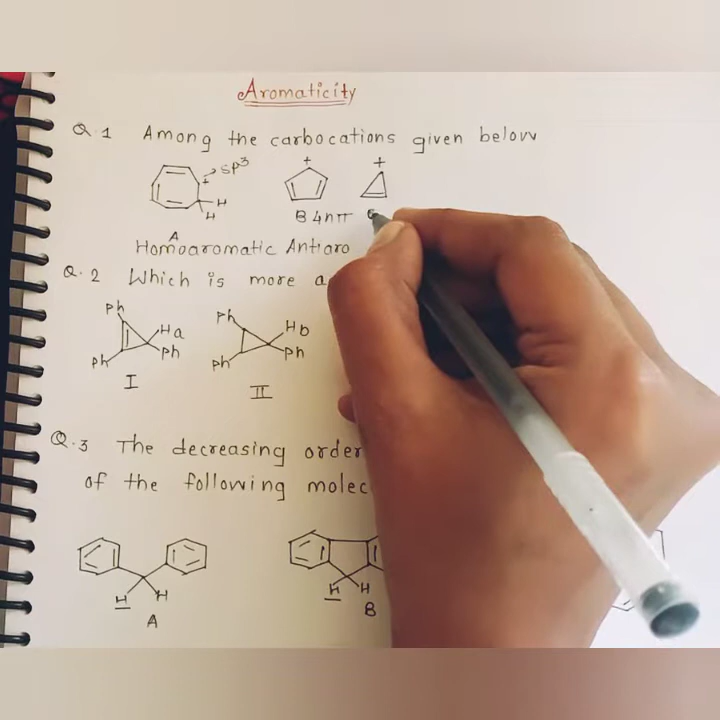 Aromaticity
Q.1 Among the carbocations given below
+ sp3 + +
H
H
A B 4nπ
Homoaromatic Antiaro
Q.2 Which is more a
Ph Ha Ph Hb
Ph Ph Ph Ph
I II
Q.3 The decreasing order
of the following molec
H H H H
A B